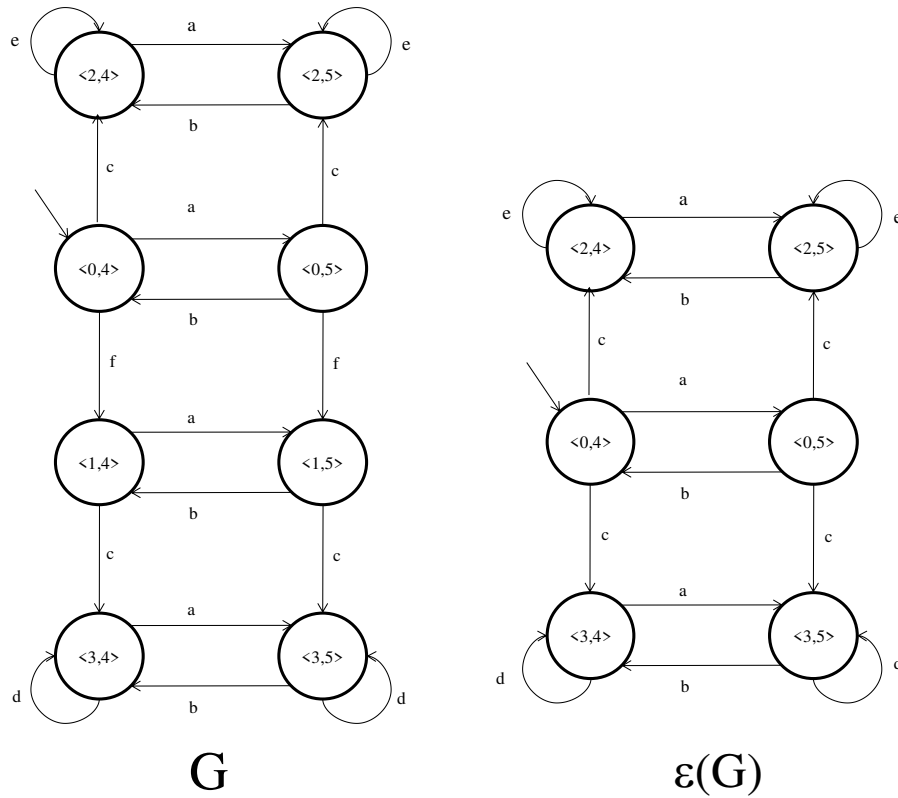 e a e
<2,4> <2,5>
b
c c
a
<0,4> <0,5>
b
f f
a
<1,4> <1,5>
b
c c
a
<3,4> <3,5>
d b d
G
e a e
<2,4> <2,5>
b
c c
a
<0,4> <0,5>
b
c c
a
<3,4> <3,5>
d b d
ε(G)